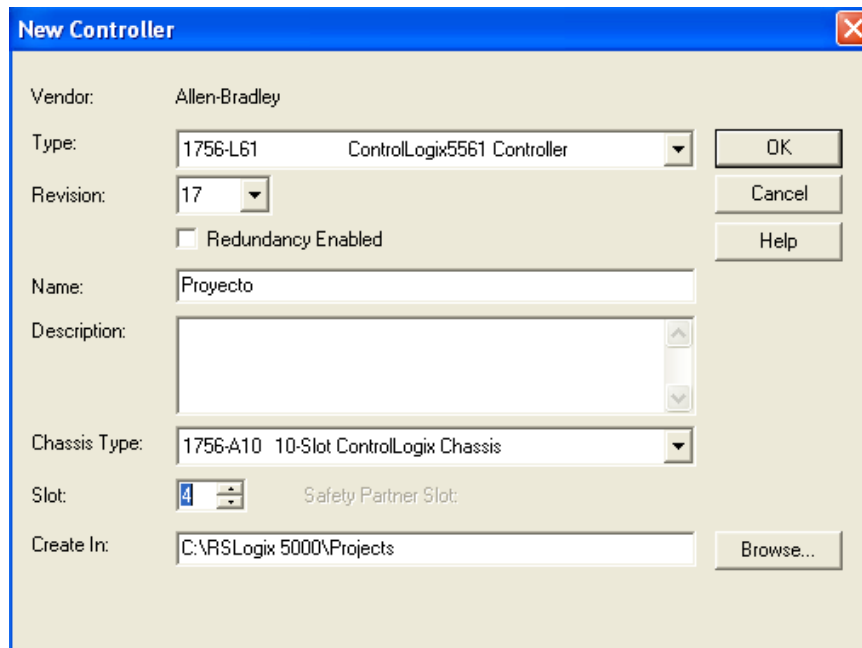 New Controller
Vendor: Allen-Bradley
Type: 1756-L61 ControlLogix5561 Controller OK
Revision: 17 Cancel
Redundancy Enabled Help
Name: Proyecto
Description:
Chassis Type: 1756-A10 10-Slot ControlLogix Chassis
Slot: 4 Safety Partner Slot:
Create In: C:\RSLogix 5000\Projects Browse...